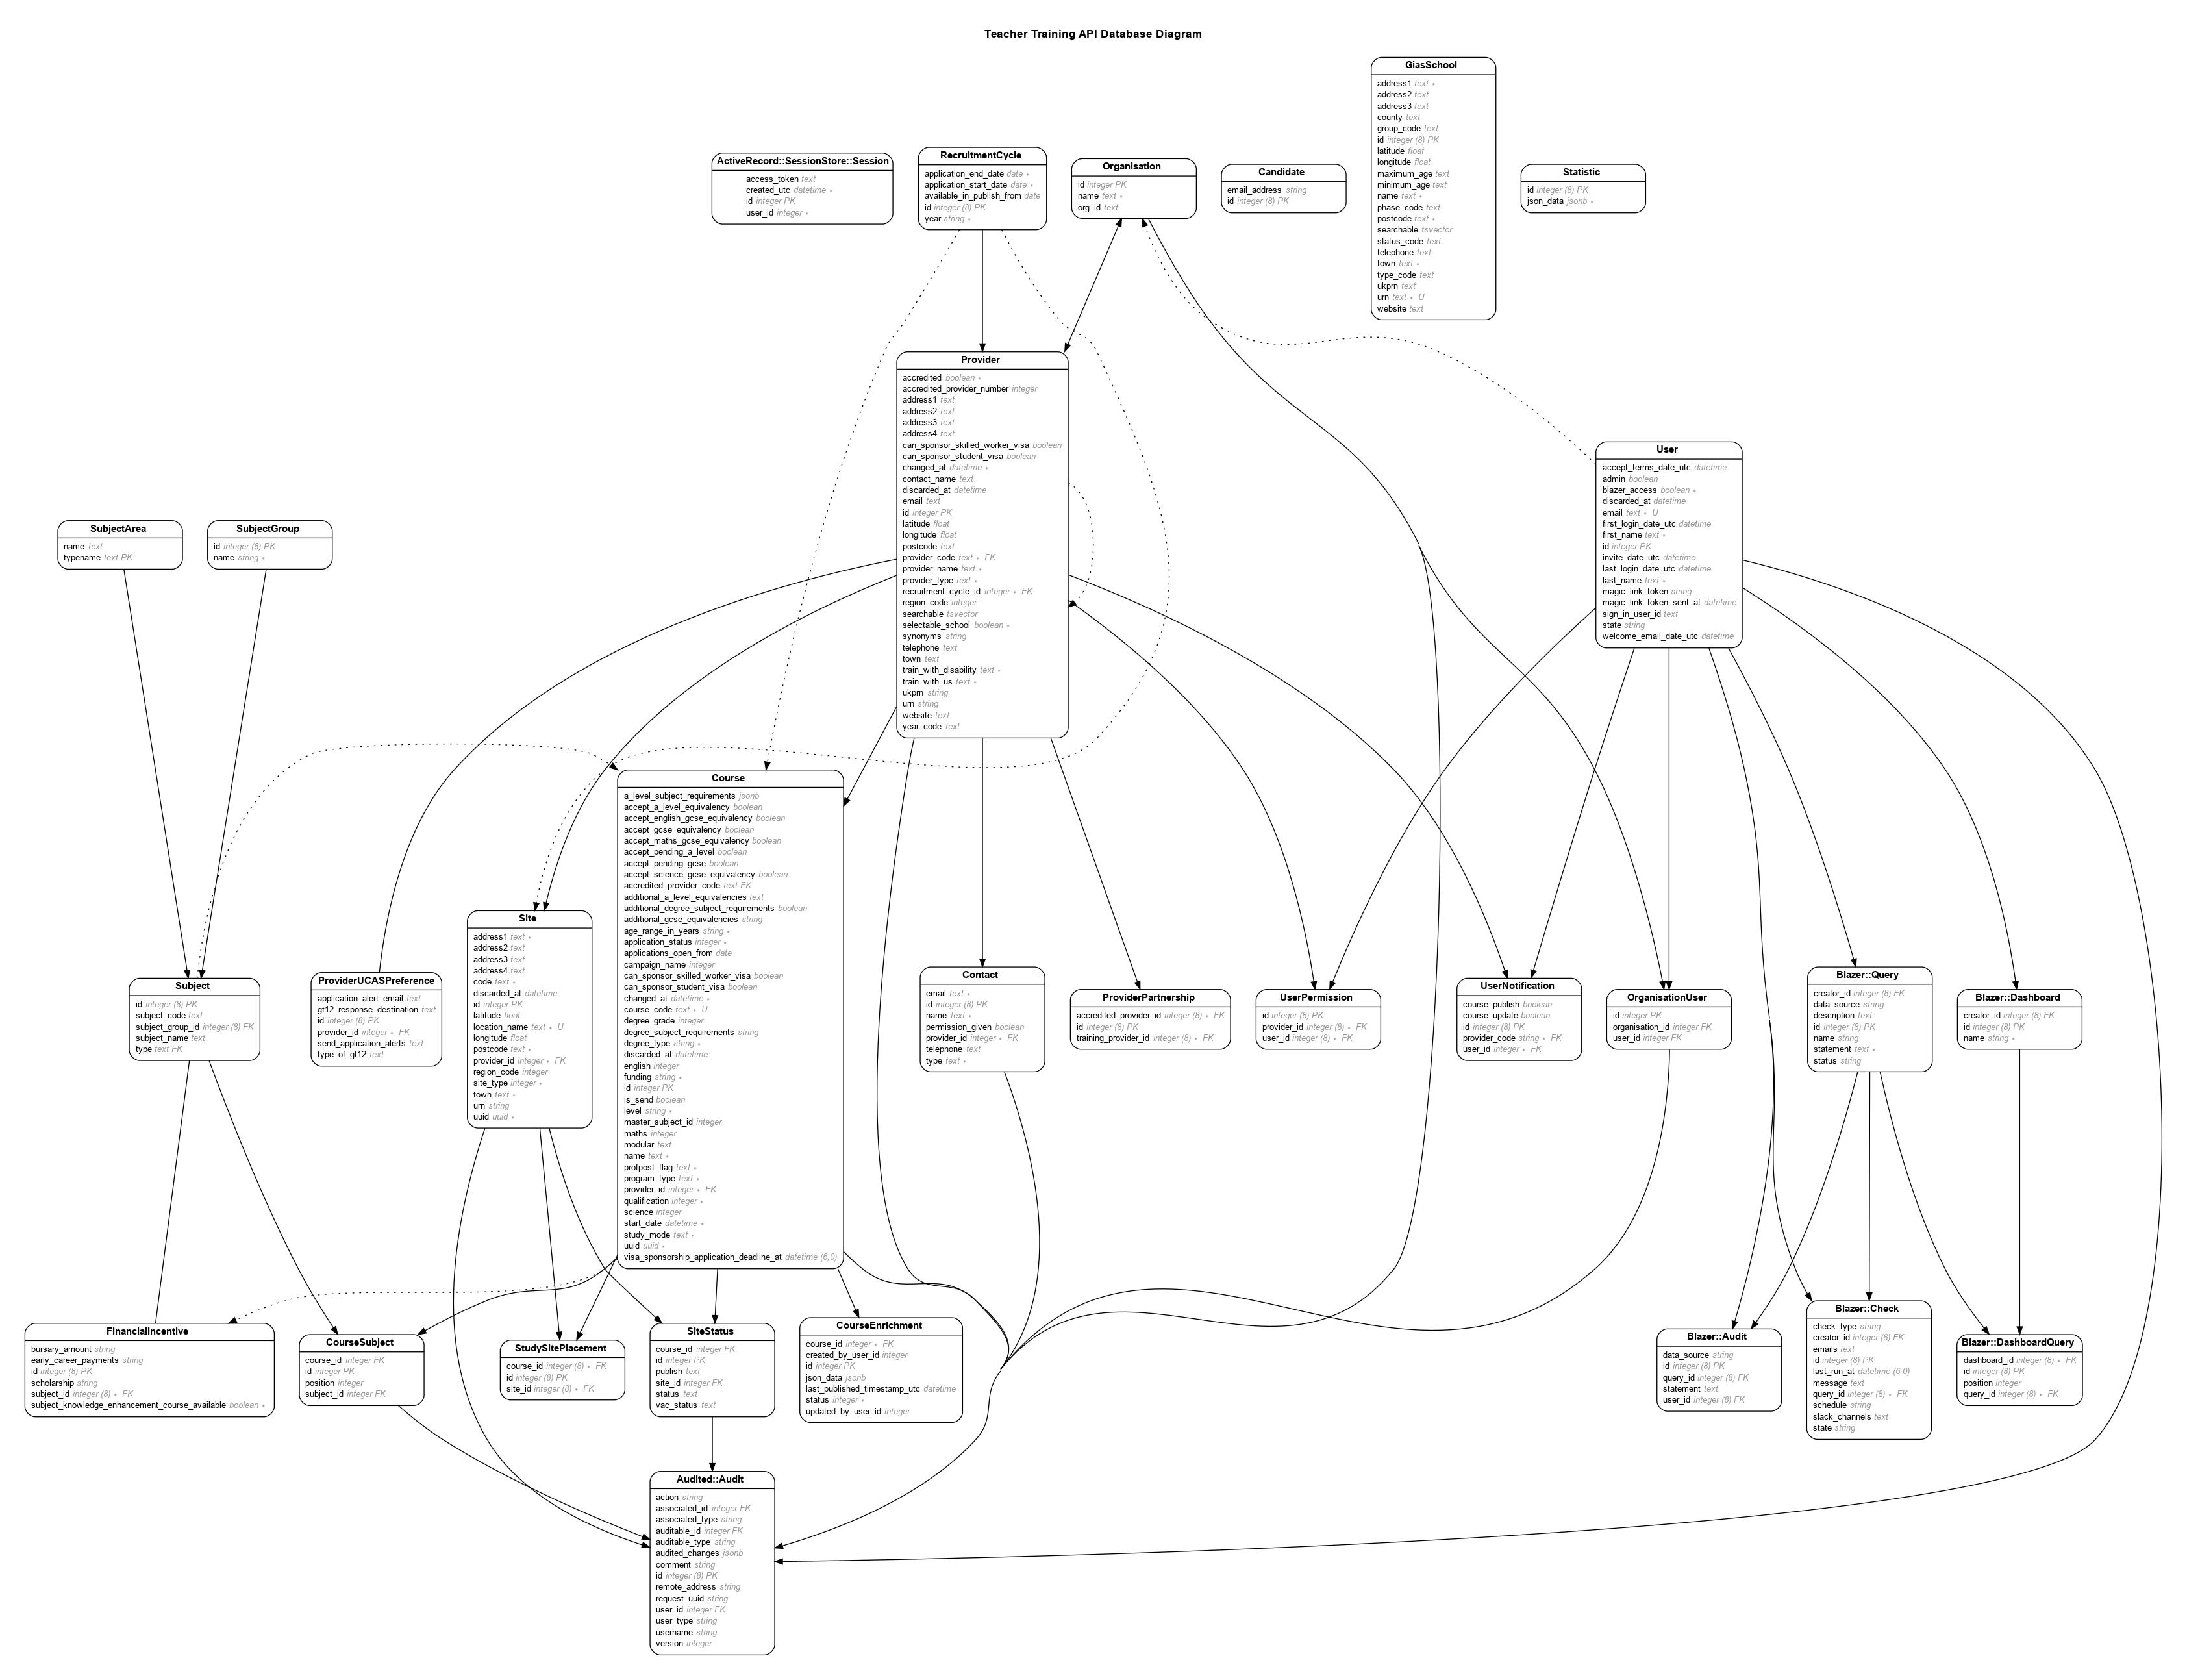 Teacher Training API Database Diagram
GiasSchool
address1 text ∗
address2 text
address3 text
county text
group_code text
id integer (8) PK
latitude float
longitude float
maximum_age text
minimum_age text
name text ∗
phase_code text
postcode text ∗
searchable tsvector
status_code text
telephone text
town text ∗
type_code text
ukprn text
urn text ∗ U
website text
ActiveRecord::SessionStore::Session
access_token text
created_utc datetime ∗
id integer PK
user_id integer ∗
RecruitmentCycle
application_end_date date ∗
application_start_date date ∗
available_in_publish_from date
id integer (8) PK
year string ∗
Organisation
id integer PK
name text ∗
org_id text
Candidate
email_address string
id integer (8) PK
Statistic
id integer (8) PK
json_data jsonb ∗
Provider
accredited boolean ∗
accredited_provider_number integer
address1 text
address2 text
address3 text
address4 text
can_sponsor_skilled_worker_visa boolean
can_sponsor_student_visa boolean
changed_at datetime ∗
contact_name text
discarded_at datetime
email text
id integer PK
latitude float
longitude float
postcode text
provider_code text ∗ FK
provider_name text ∗
provider_type text ∗
recruitment_cycle_id integer ∗ FK
region_code integer
searchable tsvector
selectable_school boolean ∗
synonyms string
telephone text
town text
train_with_disability text ∗
train_with_us text ∗
ukprn string
urn string
website text
year_code text
User
accept_terms_date_utc datetime
admin boolean
blazer_access boolean ∗
discarded_at datetime
email text ∗ U
first_login_date_utc datetime
first_name text ∗
id integer PK
invite_date_utc datetime
last_login_date_utc datetime
last_name text ∗
magic_link_token string
magic_link_token_sent_at datetime
sign_in_user_id text
state string
welcome_email_date_utc datetime
SubjectArea
name text
typename text PK
SubjectGroup
id integer (8) PK
name string ∗
Course
a_level_subject_requirements jsonb
accept_a_level_equivalency boolean
accept_english_gcse_equivalency boolean
accept_gcse_equivalency boolean
accept_maths_gcse_equivalency boolean
accept_pending_a_level boolean
accept_pending_gcse boolean
accept_science_gcse_equivalency boolean
accredited_provider_code text FK
additional_a_level_equivalencies text
additional_degree_subject_requirements boolean
additional_gcse_equivalencies string
age_range_in_years string ∗
application_status integer ∗
applications_open_from date
campaign_name integer
can_sponsor_skilled_worker_visa boolean
can_sponsor_student_visa boolean
changed_at datetime ∗
course_code text ∗ U
degree_grade integer
degree_subject_requirements string
degree_type string ∗
discarded_at datetime
english integer
funding string ∗
id integer PK
is_send boolean
level string ∗
master_subject_id integer
maths integer
modular text
name text ∗
profpost_flag text ∗
program_type text ∗
provider_id integer ∗ FK
qualification integer ∗
science integer
start_date datetime ∗
study_mode text ∗
uuid uuid ∗
visa_sponsorship_application_deadline_at datetime (6,0)
Site
address1 text ∗
address2 text
address3 text
address4 text
code text ∗
discarded_at datetime
id integer PK
latitude float
location_name text ∗ U
longitude float
postcode text ∗
provider_id integer ∗ FK
region_code integer
site_type integer ∗
town text ∗
urn string
uuid uuid ∗
Subject
id integer (8) PK
subject_code text
subject_group_id integer (8) FK
subject_name text
type text FK
ProviderUCASPreference
application_alert_email text
gt12_response_destination text
id integer (8) PK
provider_id integer ∗ FK
send_application_alerts text
type_of_gt12 text
Contact
email text ∗
id integer (8) PK
name text ∗
permission_given boolean
provider_id integer ∗ FK
telephone text
type text ∗
ProviderPartnership
accredited_provider_id integer (8) ∗ FK
id integer (8) PK
training_provider_id integer (8) ∗ FK
UserPermission
id integer (8) PK
provider_id integer (8) ∗ FK
user_id integer (8) ∗ FK
UserNotification
course_publish boolean
course_update boolean
id integer (8) PK
provider_code string ∗ FK
user_id integer ∗ FK
OrganisationUser
id integer PK
organisation_id integer FK
user_id integer FK
Blazer::Query
creator_id integer (8) FK
data_source string
description text
id integer (8) PK
name string
statement text ∗
status string
Blazer::Dashboard
creator_id integer (8) FK
id integer (8) PK
name string ∗
FinancialIncentive
bursary_amount string
early_career_payments string
id integer (8) PK
scholarship string
subject_id integer (8) ∗ FK
subject_knowledge_enhancement_course_available boolean ∗
CourseSubject
course_id integer FK
id integer PK
position integer
subject_id integer FK
StudySitePlacement
course_id integer (8) ∗ FK
id integer (8) PK
site_id integer (8) ∗ FK
SiteStatus
course_id integer FK
id integer PK
publish text
site_id integer FK
status text
vac_status text
CourseEnrichment
course_id integer ∗ FK
created_by_user_id integer
id integer PK
json_data jsonb
last_published_timestamp_utc datetime
status integer ∗
updated_by_user_id integer
Blazer::Audit
data_source string
id integer (8) PK
query_id integer (8) FK
statement text
user_id integer (8) FK
Blazer::Check
check_type string
creator_id integer (8) FK
emails text
id integer (8) PK
last_run_at datetime (6,0)
message text
query_id integer (8) ∗ FK
schedule string
slack_channels text
state string
Blazer::DashboardQuery
dashboard_id integer (8) ∗ FK
id integer (8) PK
position integer
query_id integer (8) ∗ FK
Audited::Audit
action string
associated_id integer FK
associated_type string
auditable_id integer FK
auditable_type string
audited_changes jsonb
comment string
id integer (8) PK
remote_address string
request_uuid string
user_id integer FK
user_type string
username string
version integer